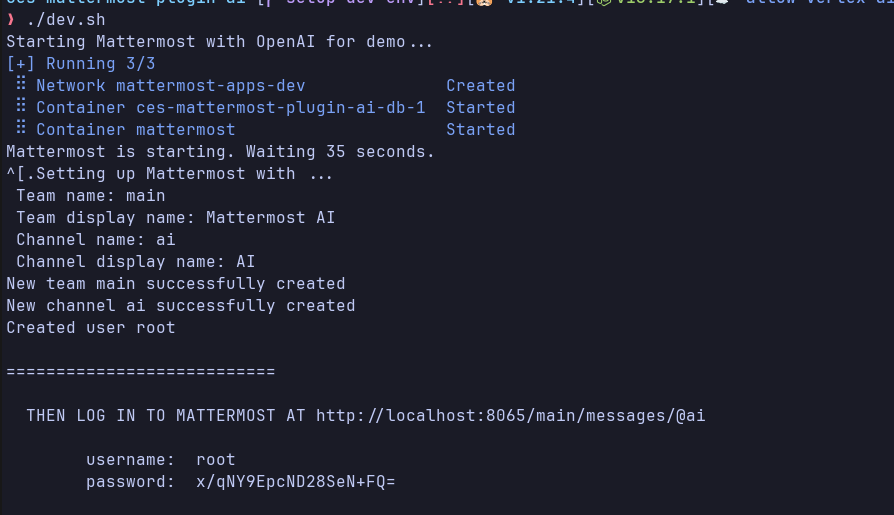 ❯ ./dev.sh
Starting Mattermost with OpenAI for demo...
[+] Running 3/3
⠿ Network mattermost-apps-dev Created
⠿ Container ces-mattermost-plugin-ai-db-1 Started
⠿ Container mattermost Started
Mattermost is starting. Waiting 35 seconds.
^[.Setting up Mattermost with ...
Team name: main
Team display name: Mattermost AI
Channel name: ai
Channel display name: AI
New team main successfully created
New channel ai successfully created
Created user root
===========================
THEN LOG IN TO MATTERMOST AT http://localhost:8065/main/messages/@ai
username: root
password: x/qNY9EpcND28SeN+FQ=